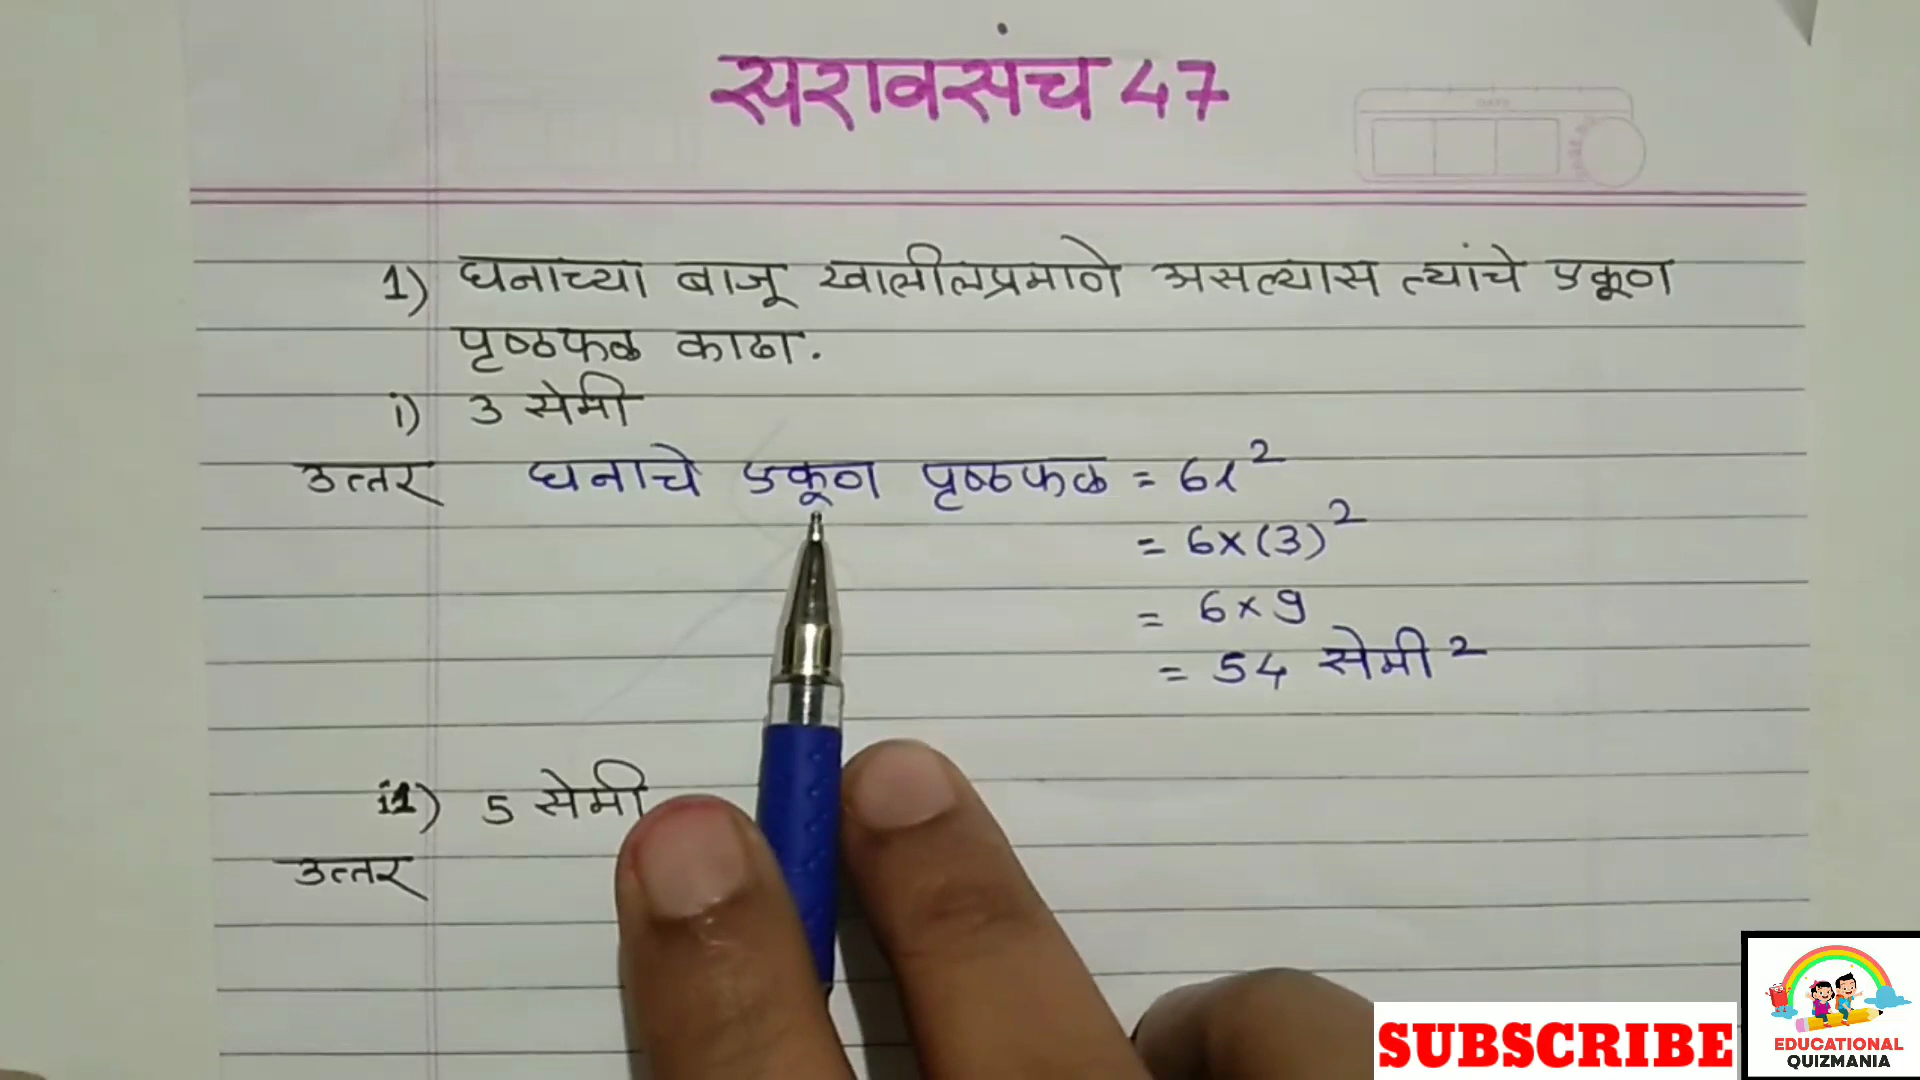 सरावसंच 47
1) घनाच्या बाजू खालीलप्रमाणे असल्यास त्यांचे एकूण
पृष्ठफळ काढा.
i) 3 सेमी
उत्तर घनाचे एकूण पृष्ठफळ = 6l²
= 6×(3)²
= 6×9
= 54 सेमी²
ii) 5 सेमी
उत्तर
SUBSCRIBE
EDUCATIONAL
QUIZMANIA